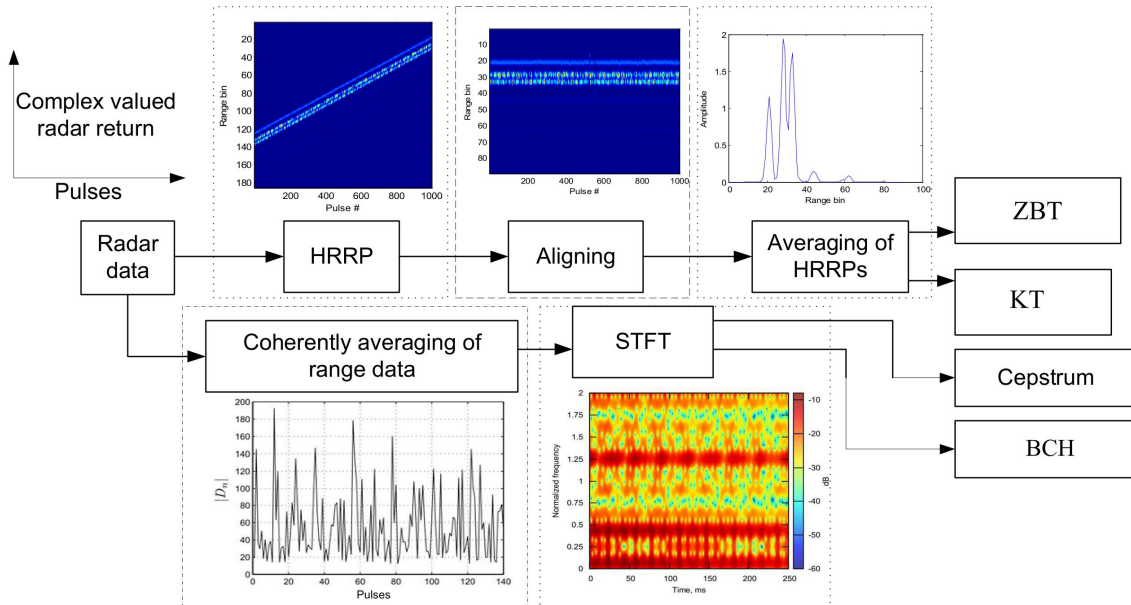 Complex valued
radar return
Pulses
Range bin
20
40
60
80
100
120
140
160
180
200 400 600 800 1000
Pulse #
Range bin
10
20
30
40
50
60
70
80
200 400 600 800 1000
Pulse #
Amplitude
2
1.5
1
0.5
0
0 20 40 60 80 100
Range bin
Radar
data
HRRP
Aligning
Averaging of
HRRPs
ZBT
KT
Coherently averaging of
range data
STFT
Cepstrum
BCH
|Dn|
200
180
160
140
120
100
80
60
40
20
0
0 20 40 60 80 100 120 140
Pulses
Normalized frequency
2
1.75
1.5
1.25
1
0.75
0.5
0.25
0
0 50 100 150 200 250
Time, ms
-10
-20
-30
-40
-50
-60
dB